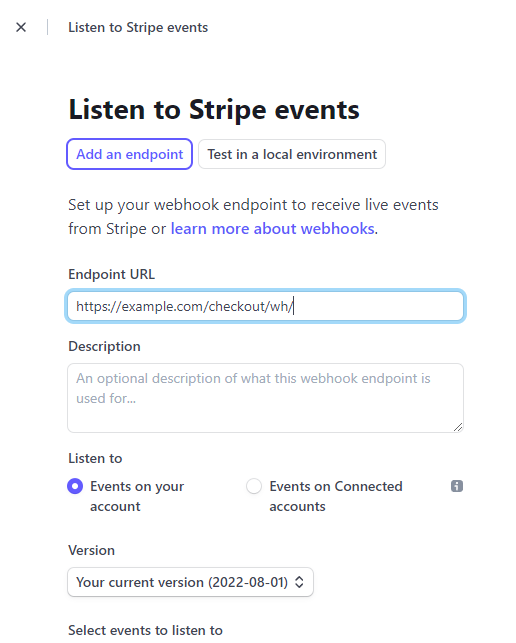 Listen to Stripe events
Listen to Stripe events
Add an endpoint
Test in a local environment
Set up your webhook endpoint to receive live events
from Stripe or learn more about webhooks.
Endpoint URL
https://example.com/checkout/wh/
Description
An optional description of what this webhook endpoint is
used for...
Listen to
Events on your
account
Events on Connected
accounts
Version
Your current version (2022-08-01)
Select events to listen to